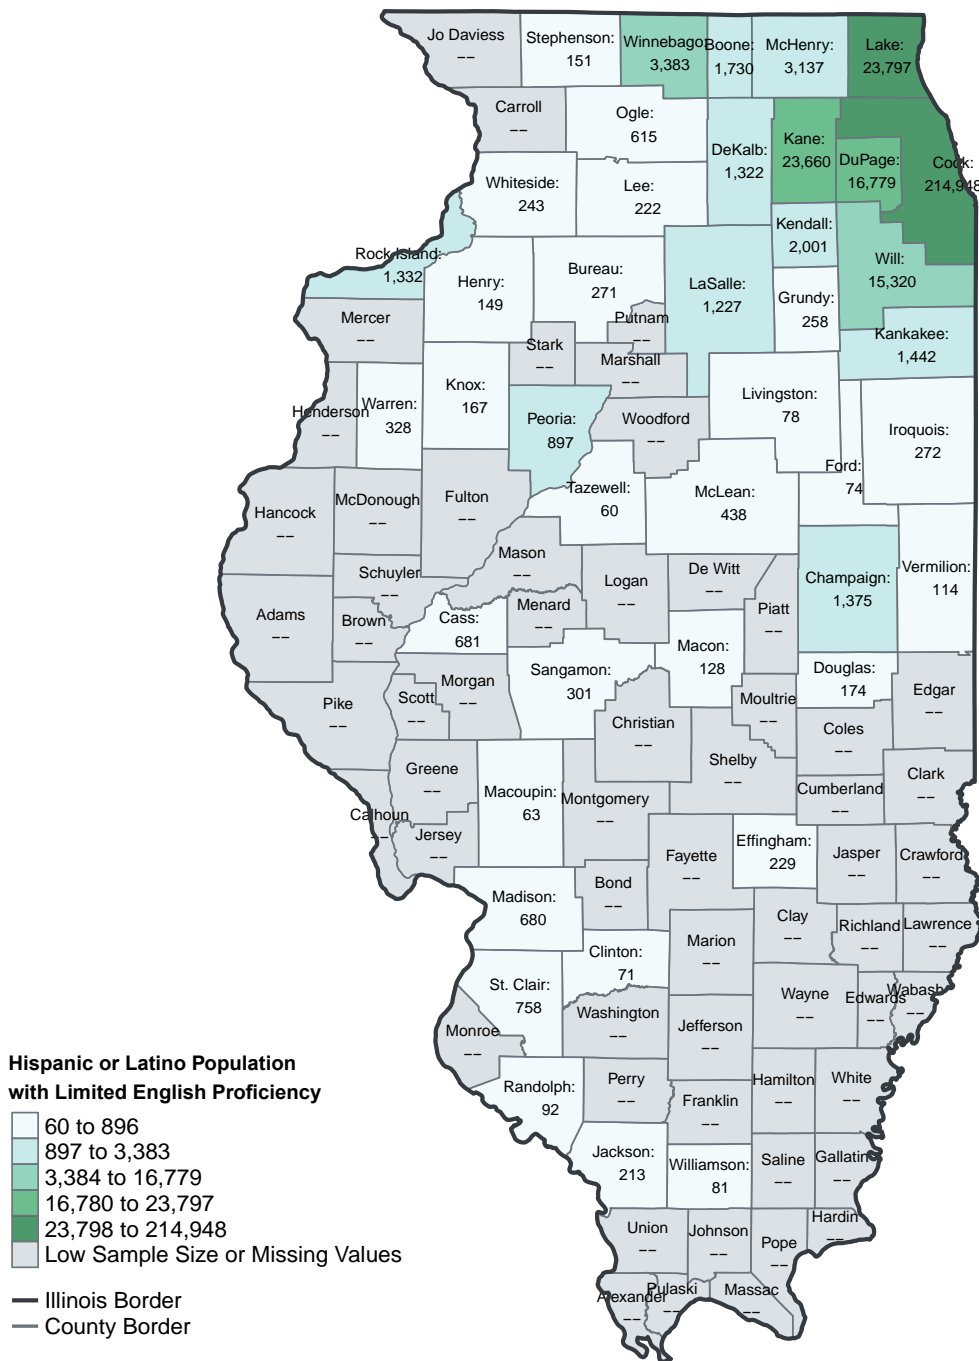 Jo Daviess
--
Stephenson:
151
Winnebago:
3,383
Boone:
1,730
McHenry:
3,137
Lake:
23,797
Carroll
--
Ogle:
615
DeKalb:
1,322
Kane:
23,660
DuPage:
16,779
Cook:
214,948
Whiteside:
243
Lee:
222
Kendall:
2,001
Will:
15,320
Rock Island:
1,332
Henry:
149
Bureau:
271
LaSalle:
1,227
Grundy:
258
Kankakee:
1,442
Mercer
--
Putnam
--
Stark
--
Marshall
--
Henderson
--
Warren:
328
Knox:
167
Peoria:
897
Woodford
--
Livingston:
78
Iroquois:
272
Ford:
74
Hancock
--
McDonough
--
Fulton
--
Tazewell:
60
McLean:
438
Mason
--
Schuyler
--
Logan
--
De Witt
--
Champaign:
1,375
Vermilion:
114
Adams
--
Brown
--
Cass:
681
Menard
--
Piatt
--
Macon:
128
Douglas:
174
Edgar
--
Pike
--
Scott
--
Morgan
--
Sangamon:
301
Christian
--
Moultrie
--
Coles
--
Shelby
--
Greene
--
Macoupin:
63
Montgomery
--
Cumberland
--
Clark
--
Calhoun
--
Jersey
--
Effingham:
229
Fayette
--
Jasper
--
Crawford
--
Bond
--
Madison:
680
Clay
--
Richland
--
Lawrence
--
Marion
--
Clinton:
71
St. Clair:
758
Wayne
--
Edwards
--
Wabash
--
Washington
--
Jefferson
--
Monroe
--
Randolph:
92
Perry
--
Franklin
--
Hamilton
--
White
--
Jackson:
213
Williamson:
81
Saline
--
Gallatin
--
Union
--
Johnson
--
Pope
--
Hardin
--
Alexander
--
Pulaski
--
Massac
--
Hispanic or Latino Population
with Limited English Proficiency
60 to 896
897 to 3,383
3,384 to 16,779
16,780 to 23,797
23,798 to 214,948
Low Sample Size or Missing Values
Illinois Border
County Border